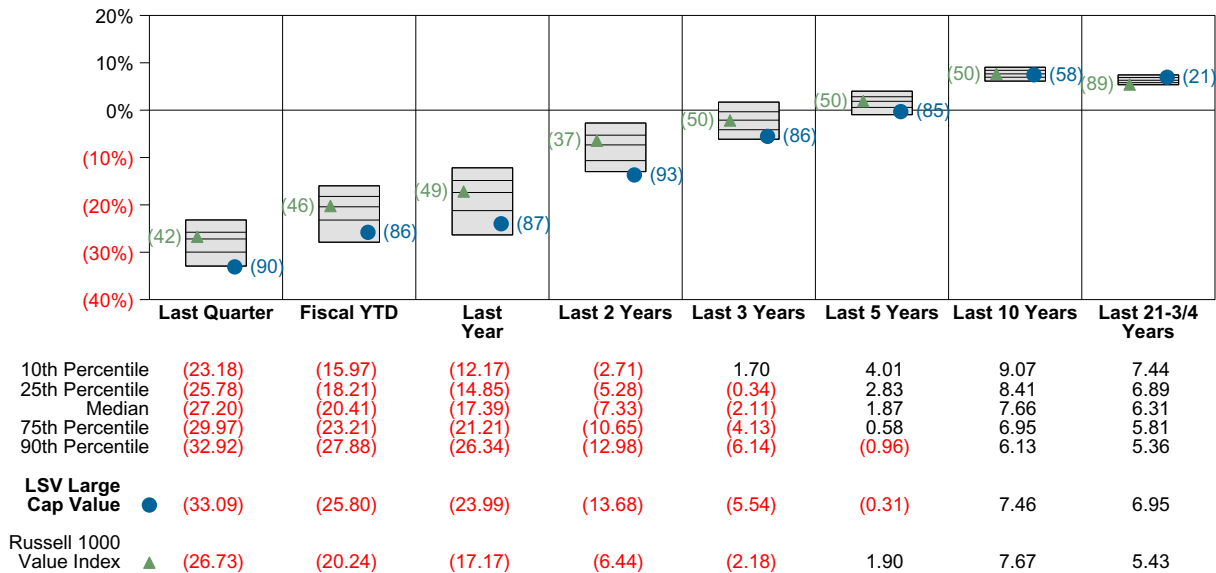 20%
10%
0%
(10%)
(20%)
(30%)
(40%)
(42) (90)
(46) (86)
(49) (87)
(37) (93)
(50) (86)
(50) (85)
(50) (58)
(89) (21)
Last Quarter Fiscal YTD Last Year Last 2 Years Last 3 Years Last 5 Years Last 10 Years Last 21-3/4 Years
10th Percentile (23.18) (15.97) (12.17) (2.71) 1.70 4.01 9.07 7.44
25th Percentile (25.78) (18.21) (14.85) (5.28) (0.34) 2.83 8.41 6.89
Median (27.20) (20.41) (17.39) (7.33) (2.11) 1.87 7.66 6.31
75th Percentile (29.97) (23.21) (21.21) (10.65) (4.13) 0.58 6.95 5.81
90th Percentile (32.92) (27.88) (26.34) (12.98) (6.14) (0.96) 6.13 5.36
LSV Large
Cap Value (33.09) (25.80) (23.99) (13.68) (5.54) (0.31) 7.46 6.95
Russell 1000
Value Index (26.73) (20.24) (17.17) (6.44) (2.18) 1.90 7.67 5.43